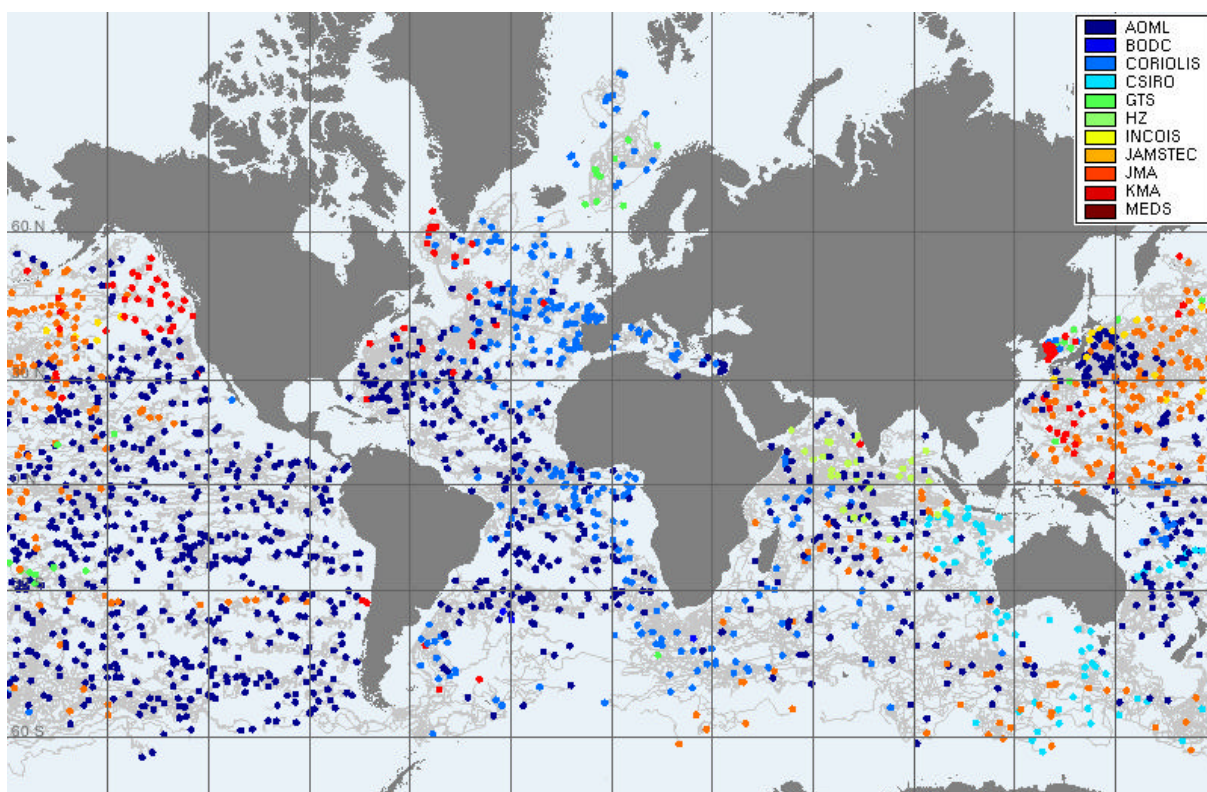 AOML
BODC
CORIOLIS
CSIRO
GTS
HZ
INCOIS
JAMSTEC
JMA
KMA
MEDS
60 N
60 S